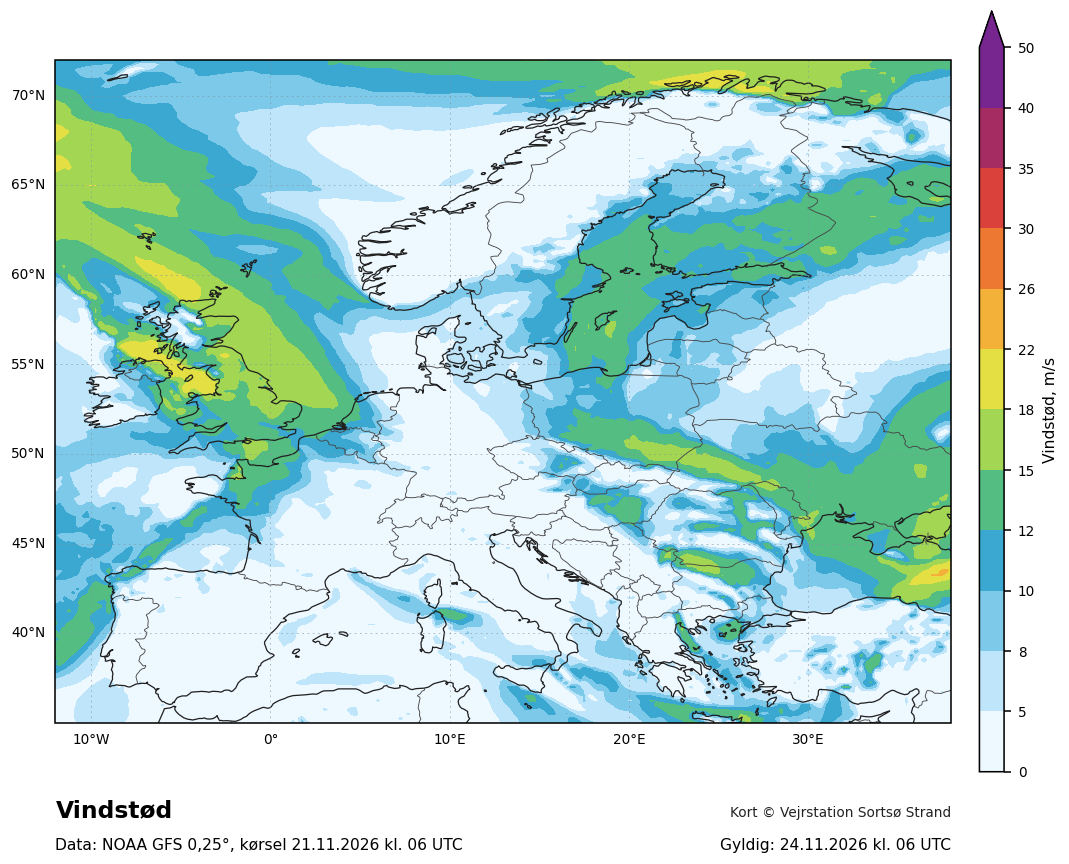 50
40
35
30
26
22
18
15
12
10
8
5
0
Vindstød, m/s
70°N
65°N
60°N
55°N
50°N
45°N
40°N
10°W
0°
10°E
20°E
30°E
Vindstød
Kort © Vejrstation Sortsø Strand
Data: NOAA GFS 0,25°, kørsel 21.11.2026 kl. 06 UTC
Gyldig: 24.11.2026 kl. 06 UTC